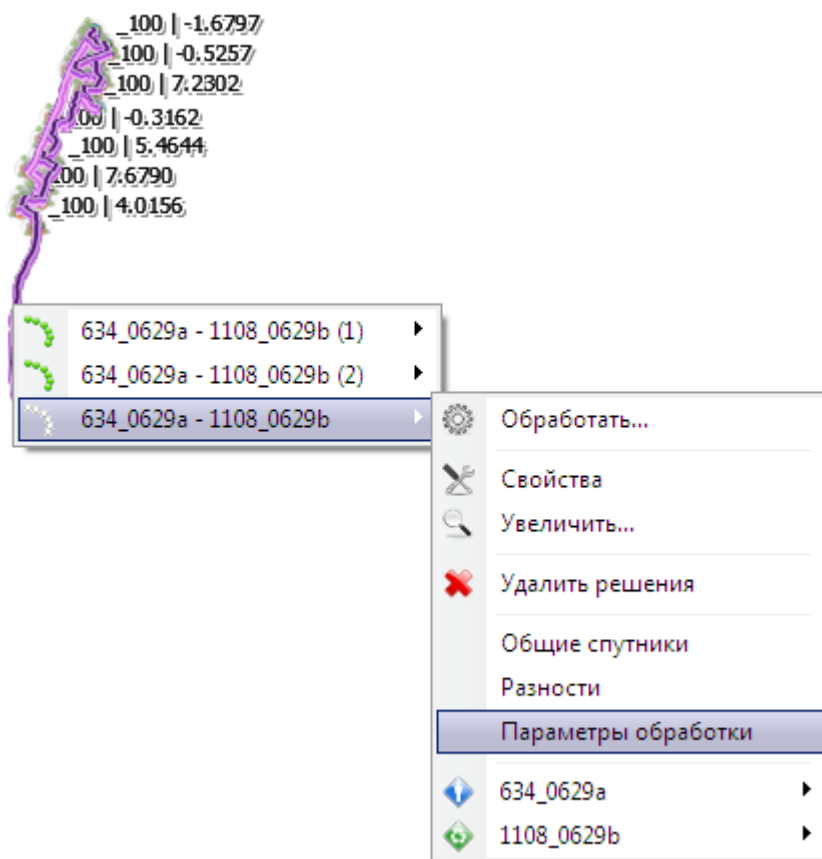 _100 | -1.6797
_100 | -0.5257
_100 | 7.2302
_100 | -0.3162
_100 | 5.4644
_100 | 7.6790
_100 | 4.0156
634_0629a - 1108_0629b (1)
634_0629a - 1108_0629b (2)
634_0629a - 1108_0629b
Обработать...
Свойства
Увеличить...
Удалить решения
Общие спутники
Разности
Параметры обработки
634_0629a
1108_0629b